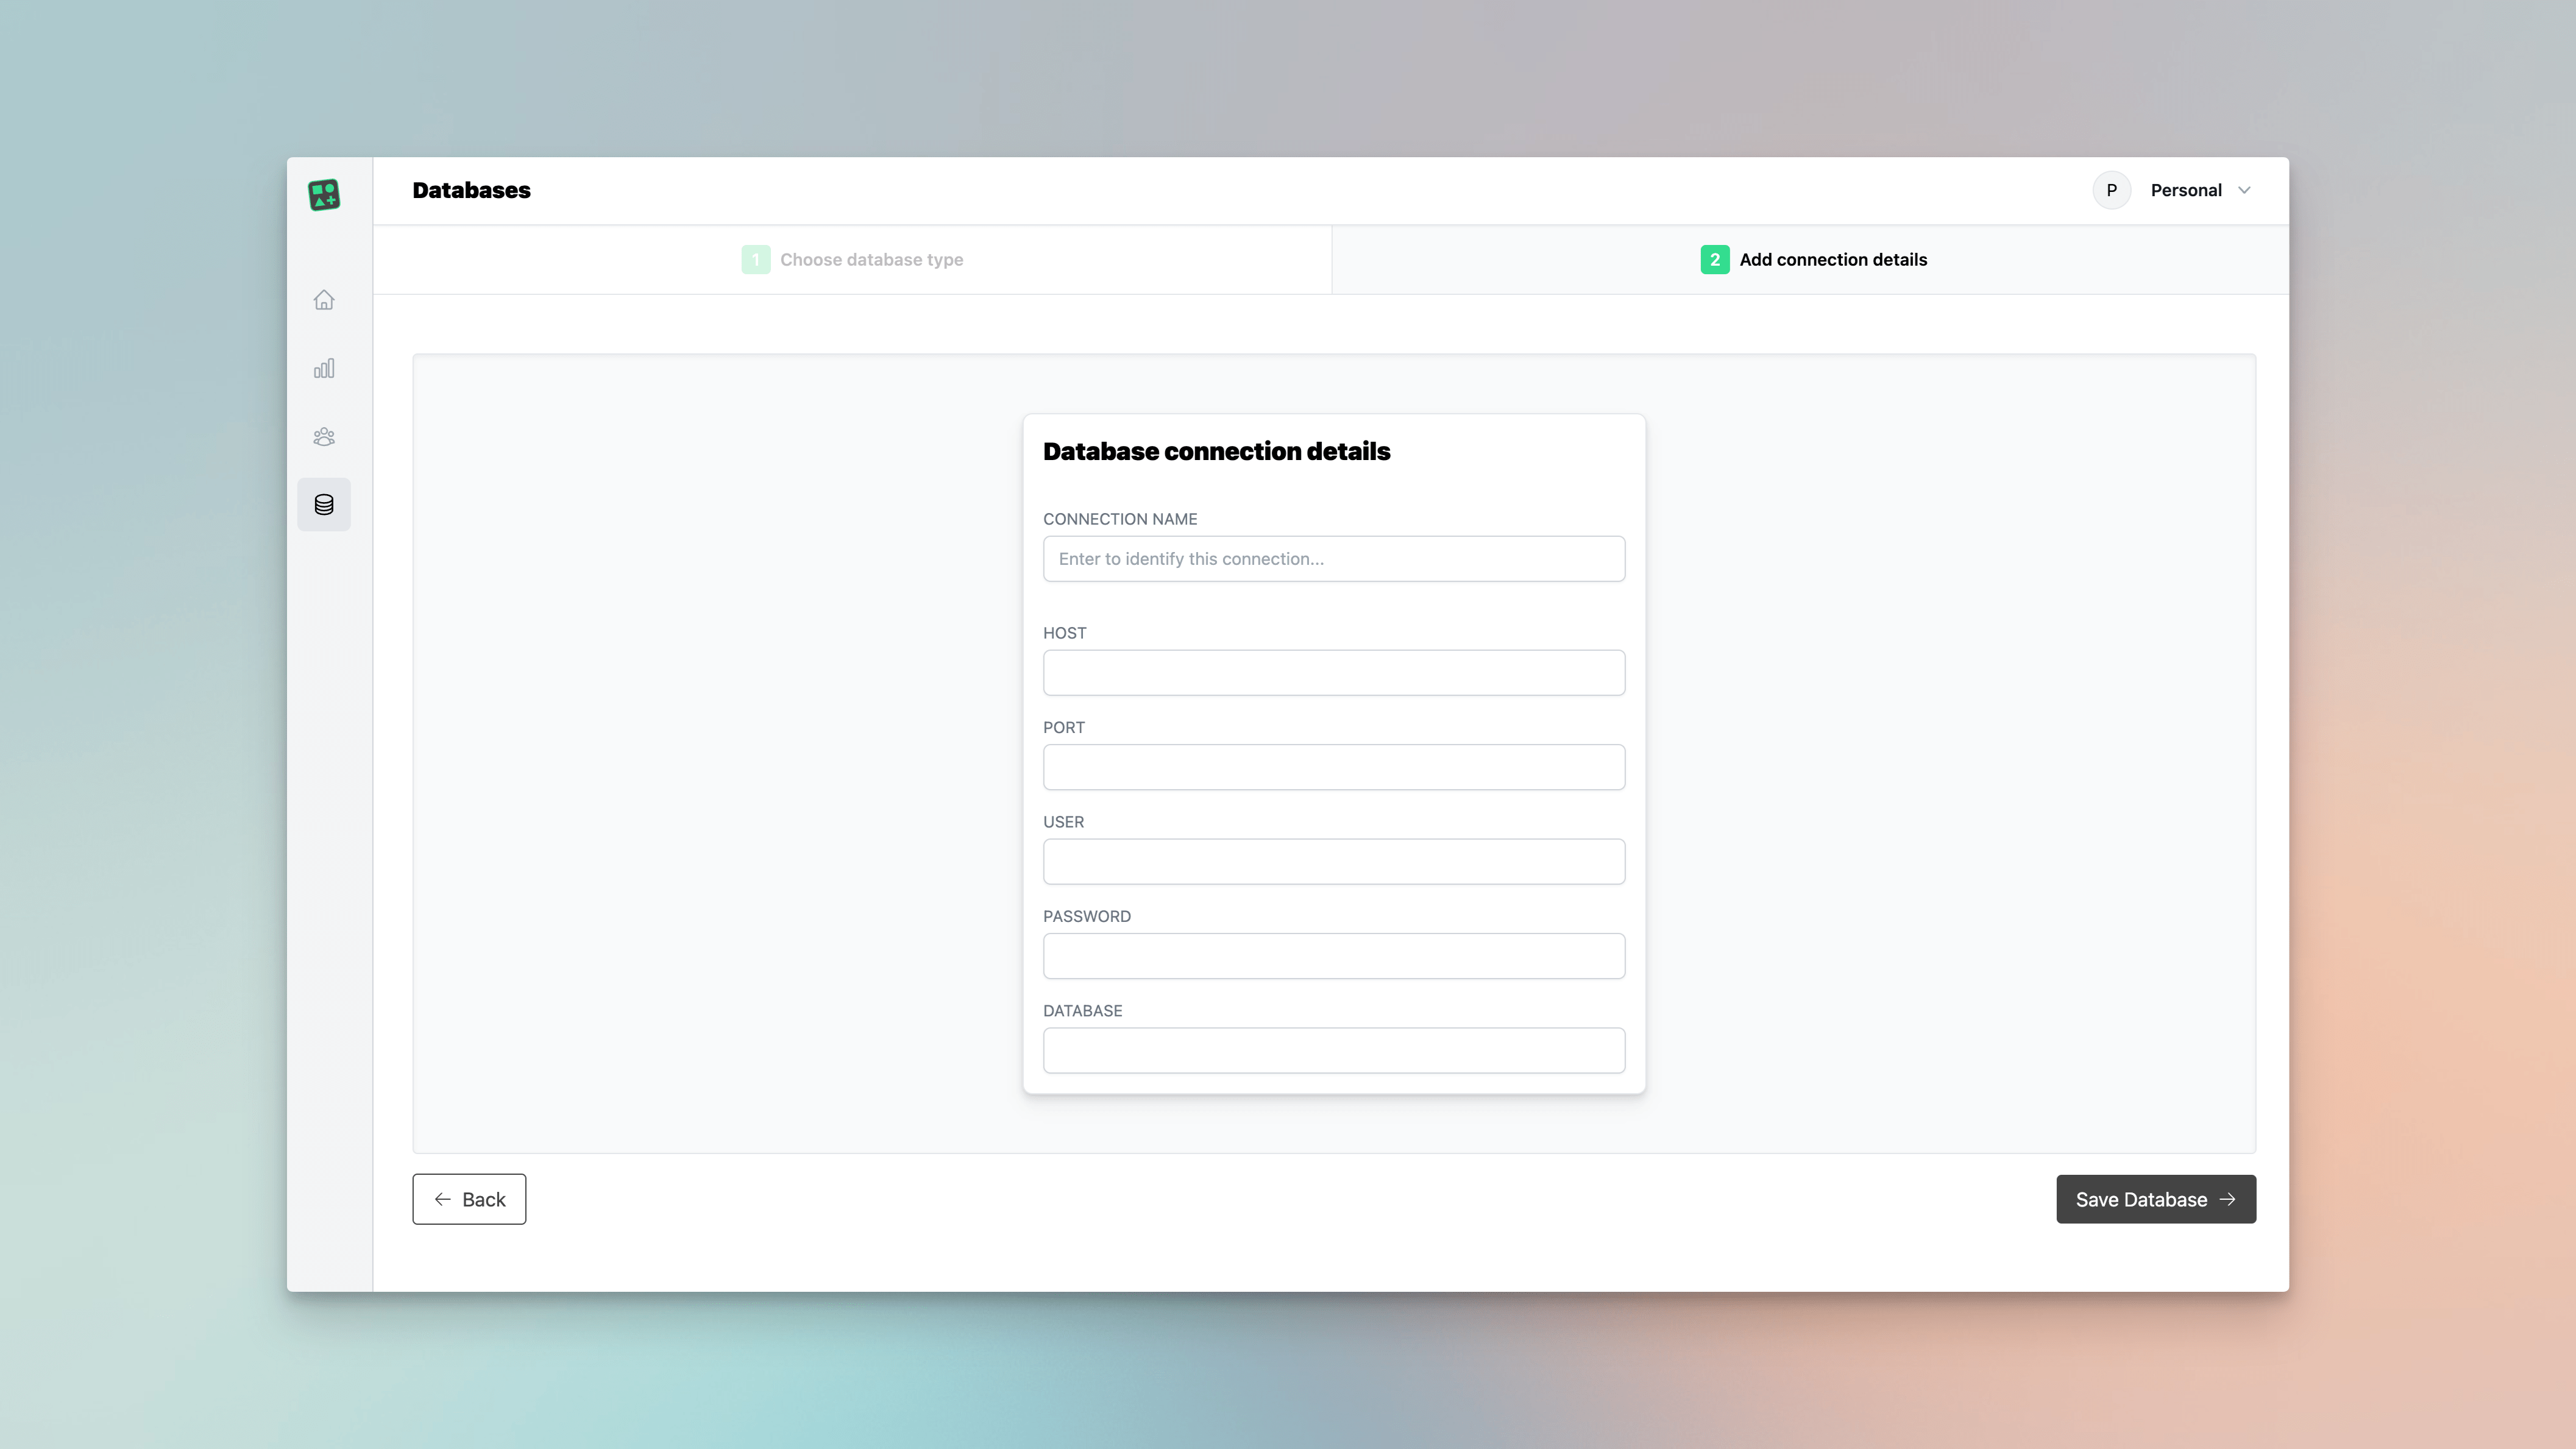 Databases
P Personal
1 Choose database type
2 Add connection details
Database connection details
CONNECTION NAME
Enter to identify this connection...
HOST
PORT
USER
PASSWORD
DATABASE
Back
Save Database